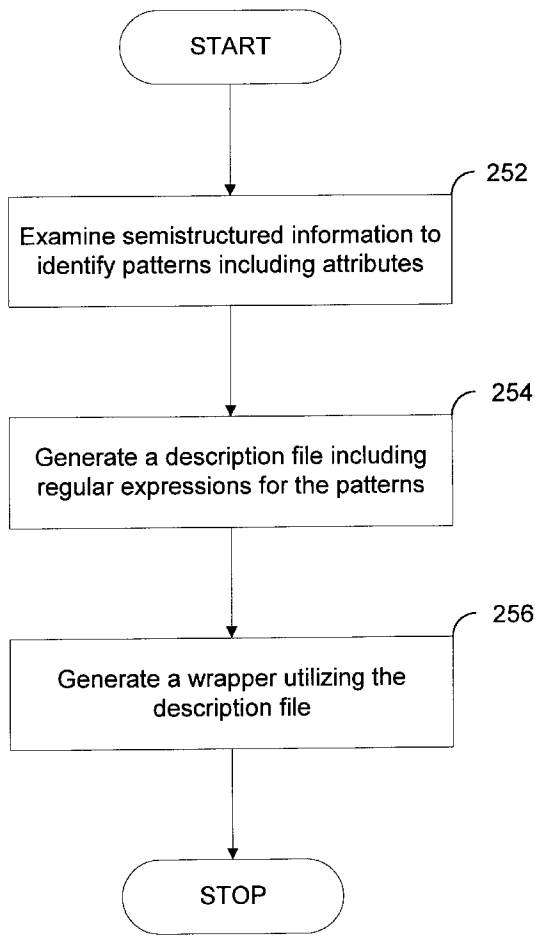 START
252
Examine semistructured information to
identify patterns including attributes
254
Generate a description file including
regular expressions for the patterns
256
Generate a wrapper utilizing the
description file
STOP